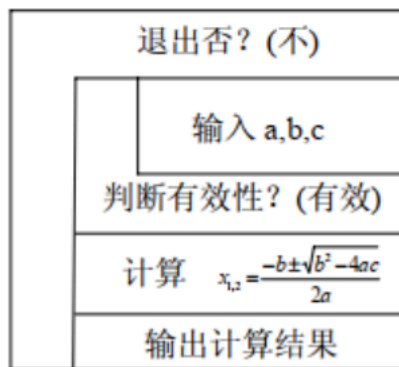 退出否？(不)
输入 a,b,c
判断有效性？(有效)
计算 x₁,₂=(-b±√(b²-4ac))/(2a)
输出计算结果